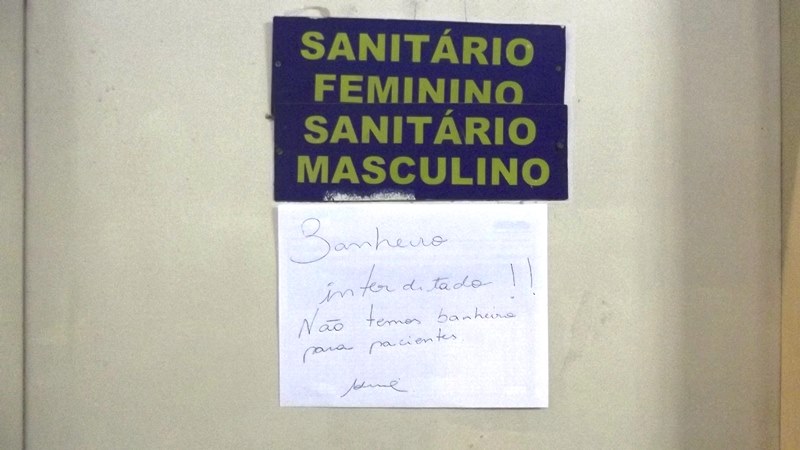 SANITÁRIO
FEMININO
SANITÁRIO
MASCULINO
Banheiro
interditado!!
Não temos banheiro
para pacientes